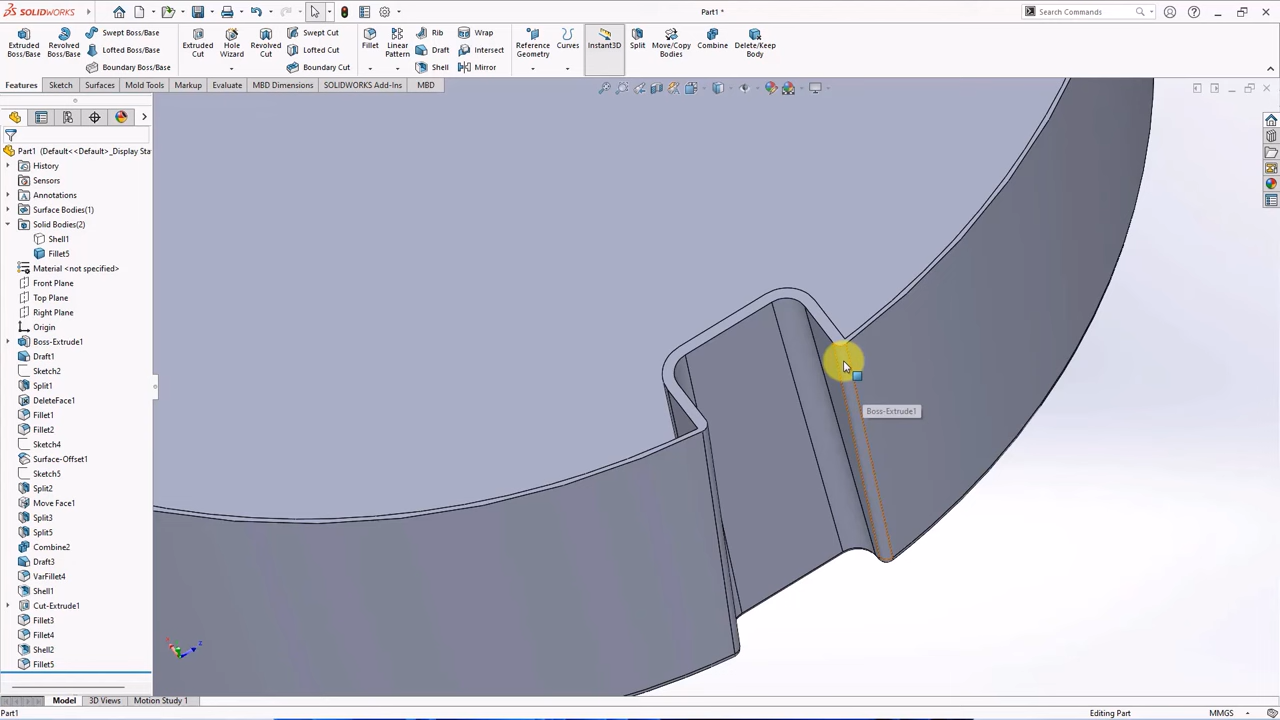 SOLIDWORKS
Part1 *
Search Commands
Extruded Boss/Base
Revolved Boss/Base
Swept Boss/Base
Lofted Boss/Base
Boundary Boss/Base
Extruded Cut
Hole Wizard
Revolved Cut
Swept Cut
Lofted Cut
Boundary Cut
Fillet
Linear Pattern
Rib
Draft
Shell
Wrap
Intersect
Mirror
Reference Geometry
Curves
Instant3D
Split
Move/Copy Bodies
Combine
Delete/Keep Body
Features
Sketch
Surfaces
Mold Tools
Markup
Evaluate
MBD Dimensions
SOLIDWORKS Add-Ins
MBD
Part1 (Default<<Default>_Display Sta
History
Sensors
Annotations
Surface Bodies(1)
Solid Bodies(2)
Shell1
Fillet5
Material <not specified>
Front Plane
Top Plane
Right Plane
Origin
Boss-Extrude1
Draft1
Sketch2
Split1
DeleteFace1
Fillet1
Fillet2
Sketch4
Surface-Offset1
Sketch5
Split2
Move Face1
Split3
Split5
Combine2
Draft3
VarFillet4
Shell1
Cut-Extrude1
Fillet3
Fillet4
Shell2
Fillet5
Boss-Extrude1
Model
3D Views
Motion Study 1
Part1
Editing Part
MMGS